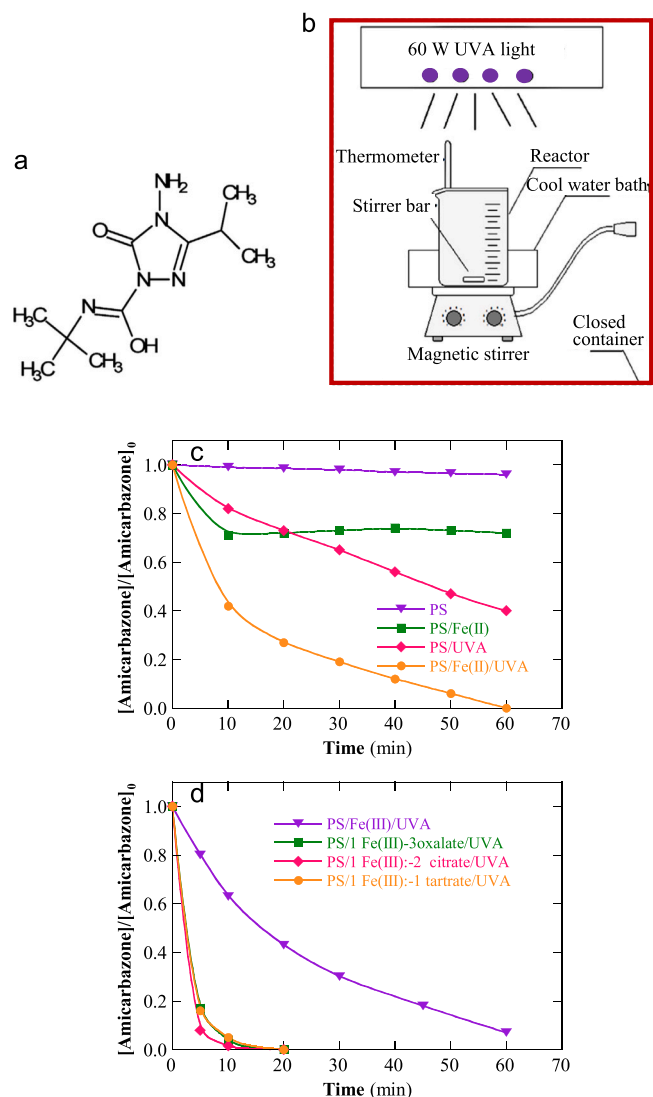 a
NH₂
CH₃
N
O
CH₃
N
N
N
H₃C
OH
H₃C
CH₃
b
60 W UVA light
Thermometer
Reactor
Cool water bath
Stirrer bar
Closed
container
Magnetic stirrer
c
[Amicarbazone]/[Amicarbazone]₀
1.0
0.8
0.6
0.4
0.2
0.0
PS
PS/Fe(II)
PS/UVA
PS/Fe(II)/UVA
0 10 20 30 40 50 60 70
Time (min)
d
[Amicarbazone]/[Amicarbazone]₀
1.0
0.8
0.6
0.4
0.2
0.0
PS/Fe(III)/UVA
PS/1 Fe(III)-3oxalate/UVA
PS/1 Fe(III):-2 citrate/UVA
PS/1 Fe(III):-1 tartrate/UVA
0 10 20 30 40 50 60 70
Time (min)